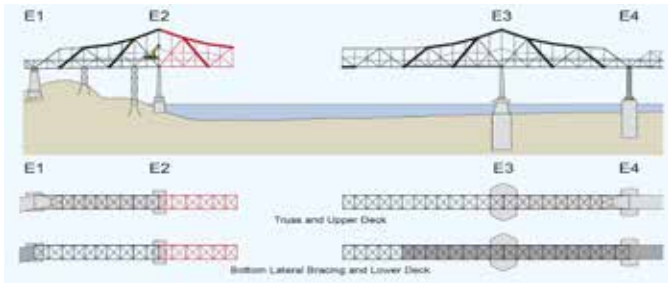 E1 E2 E3 E4
E1 E2 E3 E4
Truss and Upper Deck
Bottom Lateral Bracing and Lower Deck